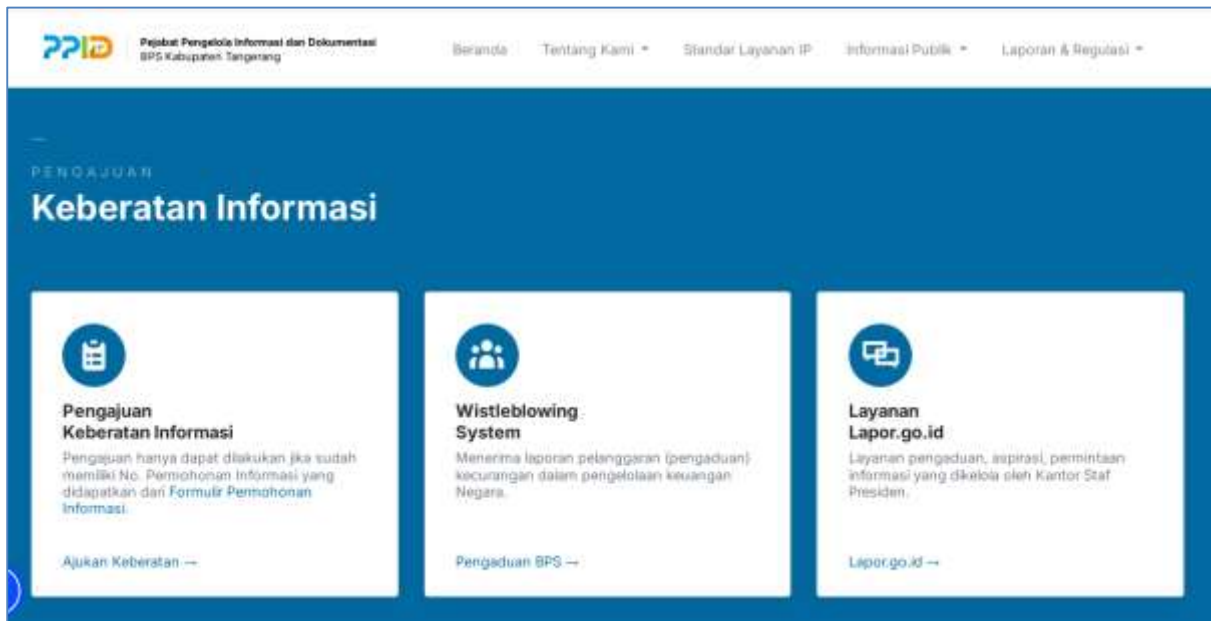 PPID
Pejabat Pengelola Informasi dan Dokumentasi
BPS Kabupaten Tangerang
Beranda
Tentang Kami
Standar Layanan IP
Informasi Publik
Laporan & Regulasi
PENGAJUAN
Keberatan Informasi
Pengajuan
Keberatan Informasi
Pengajuan hanya dapat dilakukan jika sudah
memiliki No. Permohonan Informasi yang
didapatkan dari Formulir Permohonan
Informasi.
Ajukan Keberatan →
Wistleblowing
System
Menerima laporan pelanggaran (pengaduan)
kecurangan dalam pengelolaan keuangan
Negara.
Pengaduan BPS →
Layanan
Lapor.go.id
Layanan pengaduan, aspirasi, permintaan
informasi yang dikelola oleh Kantor Staf
Presiden.
Lapor.go.id →